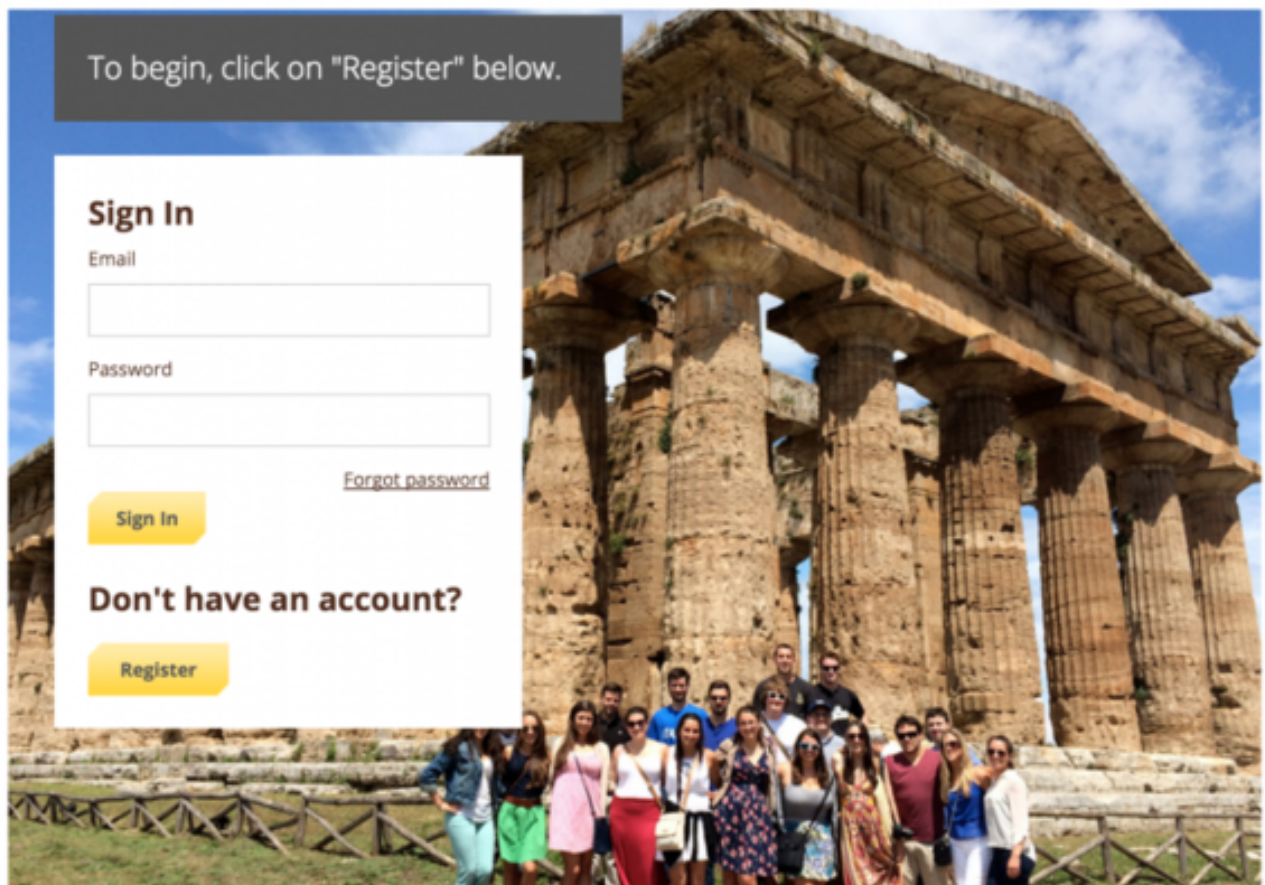 To begin, click on "Register" below.
Sign In
Email
Password
Forgot password
Sign In
Don't have an account?
Register